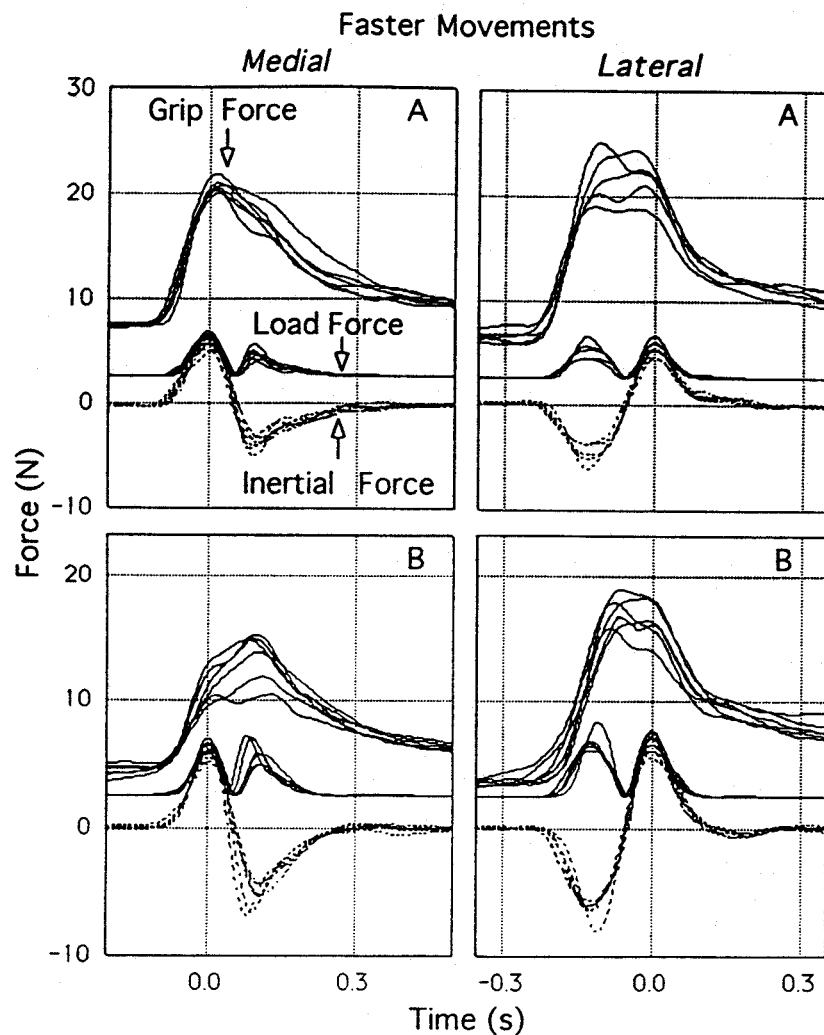 Faster Movements
Medial
Lateral
30
Grip Force
A
A
20
10
Load Force
0
Inertial Force
-10
Force (N)
B
B
20
10
0
-10
0.0
0.3
-0.3
0.0
0.3
Time (s)